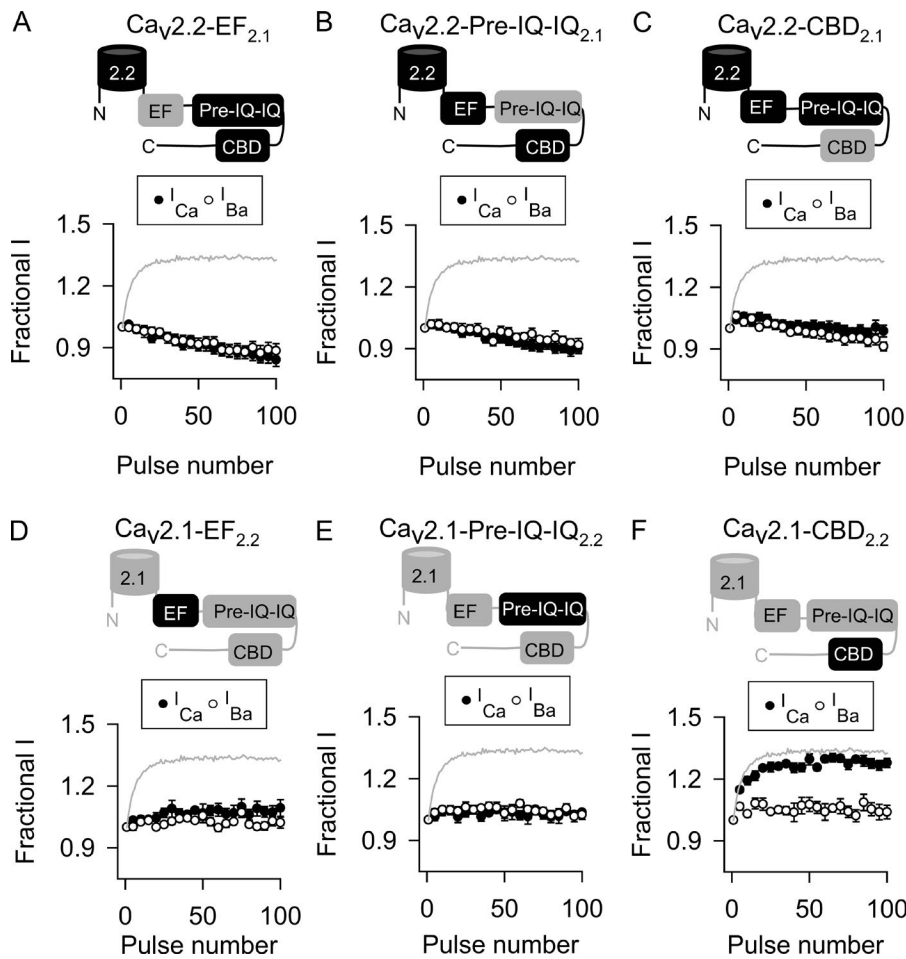 A
Cav2.2-EF2.1
2.2
N
EF
Pre-IQ-IQ
C
CBD
ICa
IBa
1.5
1.2
0.9
Fractional I
0
50
100
Pulse number
B
Cav2.2-Pre-IQ-IQ2.1
2.2
N
EF
Pre-IQ-IQ
C
CBD
ICa
IBa
1.5
1.2
0.9
Fractional I
0
50
100
Pulse number
C
Cav2.2-CBD2.1
2.2
N
EF
Pre-IQ-IQ
C
CBD
ICa
IBa
1.5
1.2
0.9
Fractional I
0
50
100
Pulse number
D
Cav2.1-EF2.2
2.1
N
EF
Pre-IQ-IQ
C
CBD
ICa
IBa
1.5
1.2
0.9
Fractional I
0
50
100
Pulse number
E
Cav2.1-Pre-IQ-IQ2.2
2.1
N
EF
Pre-IQ-IQ
C
CBD
ICa
IBa
1.5
1.2
0.9
Fractional I
0
50
100
Pulse number
F
Cav2.1-CBD2.2
2.1
N
EF
Pre-IQ-IQ
C
CBD
ICa
IBa
1.5
1.2
0.9
Fractional I
0
50
100
Pulse number